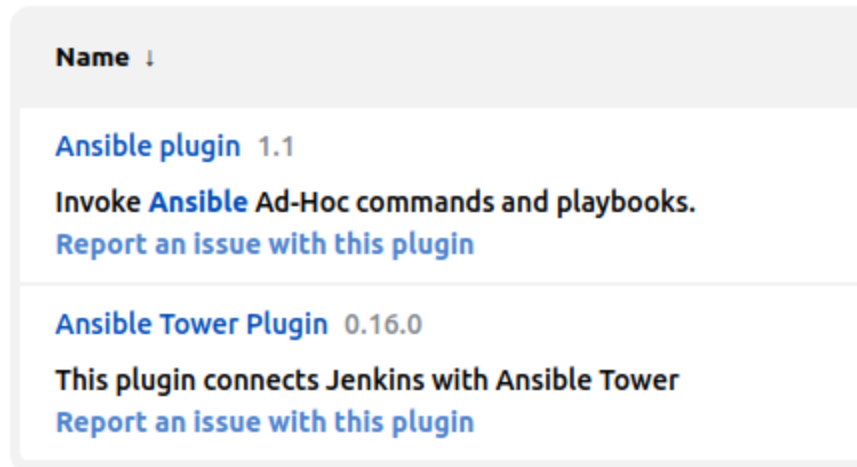 Name ↓
Ansible plugin 1.1
Invoke Ansible Ad-Hoc commands and playbooks.
Report an issue with this plugin
Ansible Tower Plugin 0.16.0
This plugin connects Jenkins with Ansible Tower
Report an issue with this plugin